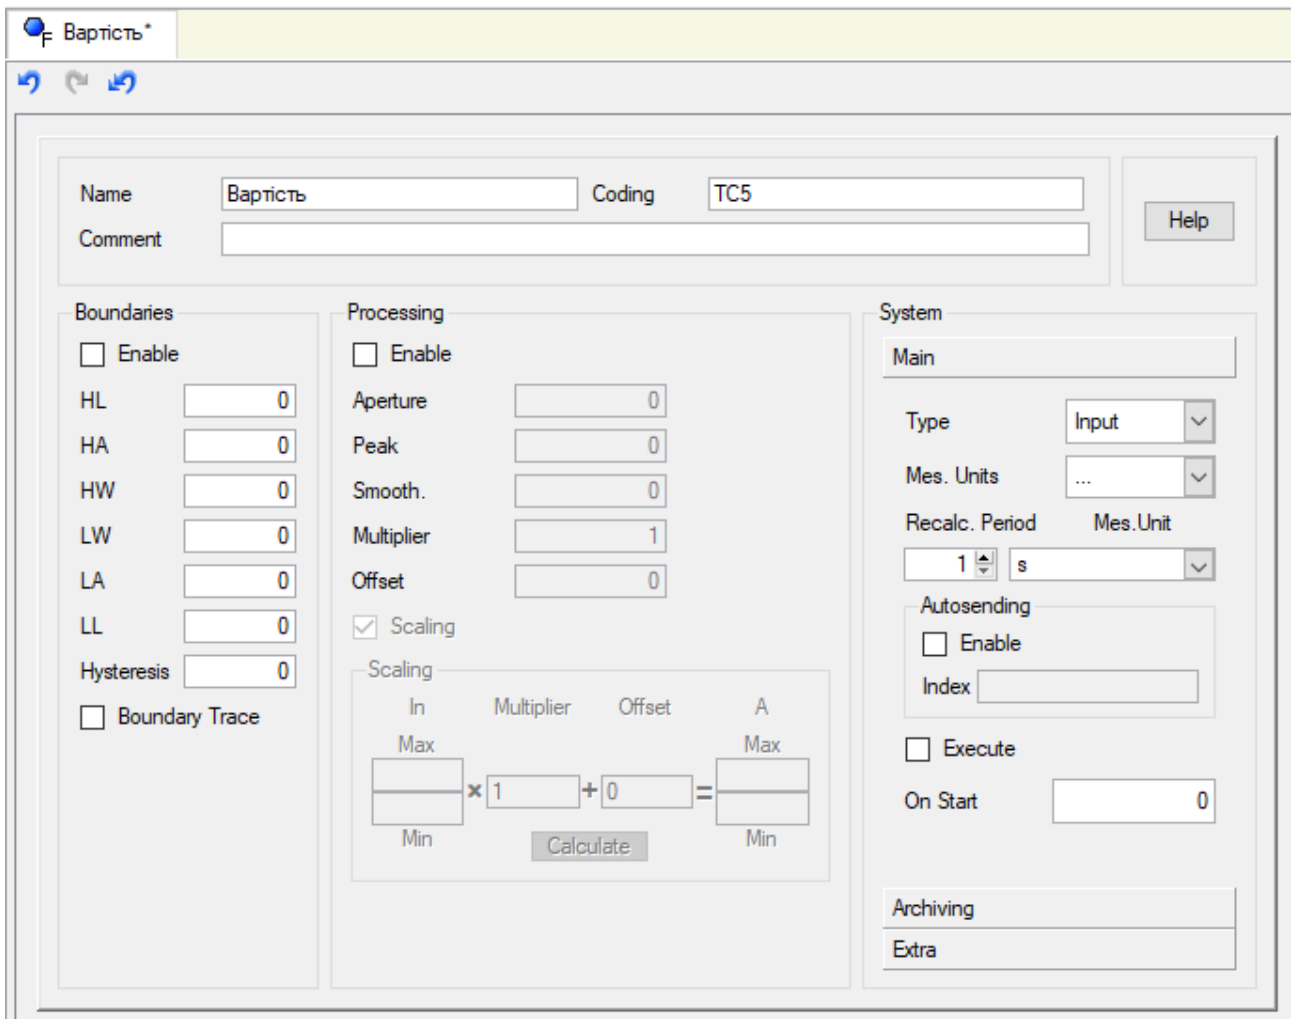 F Вартість*
Name Вартість Coding TC5
Comment
Help
Boundaries
Enable
HL 0
HA 0
HW 0
LW 0
LA 0
LL 0
Hysteresis 0
Boundary Trace
Processing
Enable
Aperture 0
Peak 0
Smooth. 0
Multiplier 1
Offset 0
Scaling
Scaling
In Multiplier Offset A
Max Max
× 1 + 0 =
Min Min
Calculate
System
Main
Type Input
Mes. Units ...
Recalc. Period Mes.Unit
1 s
Autosending
Enable
Index
Execute
On Start 0
Archiving
Extra